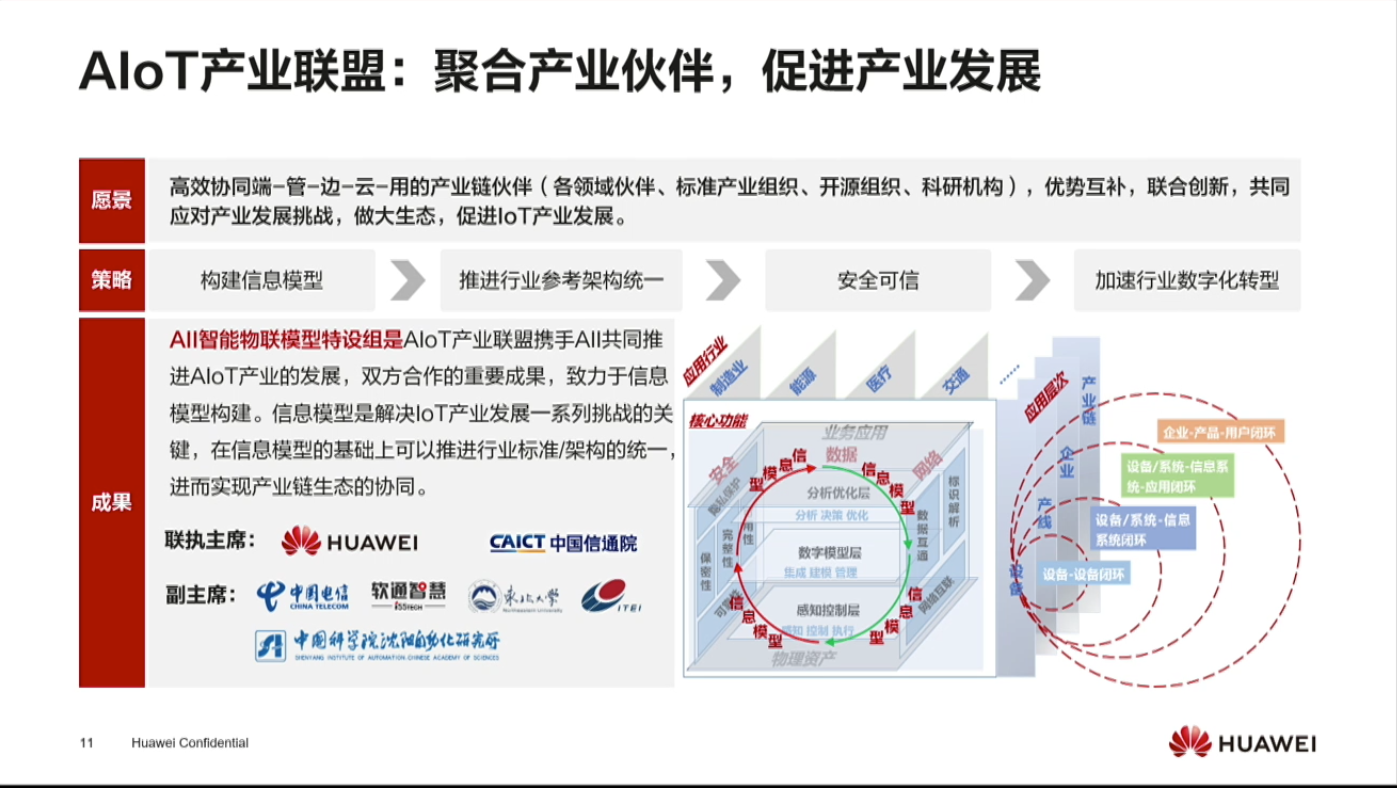 AIoT产业联盟：聚合产业伙伴，促进产业发展
愿景
高效协同端-管-边-云-用的产业链伙伴（各领域伙伴、标准产业组织、开源组织、科研机构），优势互补，联合创新，共同
应对产业发展挑战，做大生态，促进IoT产业发展。
策略
构建信息模型
推进行业参考架构统一
安全可信
加速行业数字化转型
成果
AII智能物联模型特设组是AIoT产业联盟携手AII共同推
进AIoT产业的发展，双方合作的重要成果，致力于信息
模型构建。信息模型是解决IoT产业发展一系列挑战的关
键，在信息模型的基础上可以推进行业标准/架构的统一，
进而实现产业链生态的协同。
联执主席：
HUAWEI
CAICT 中国信通院
副主席：
中国电信
CHINA TELECOM
软通智慧
iSSTECH
东北大学
Northeastern University
ITEI
中国科学院沈阳自动化研究所
SHENYANG INSTITUTE OF AUTOMATION CHINESE ACADEMY OF SCIENCES
应用行业
制造业
能源
医疗
交通
……
应用层次
产业链
企业
产线
设备
核心功能
业务应用
安全
数据
网络
信息模型
信息模型
信息模型
信息模型
隐私保护
可用性
完整性
保密性
可靠性
分析优化层
分析 决策 优化
数字模型层
集成 建模 管理
感知控制层
感知 控制 执行
标识解析
数据互通
网络互联
物理资产
企业-产品-用户闭环
设备/系统-信息系
统-应用闭环
设备/系统-信息
系统闭环
设备-设备闭环
11
Huawei Confidential
HUAWEI